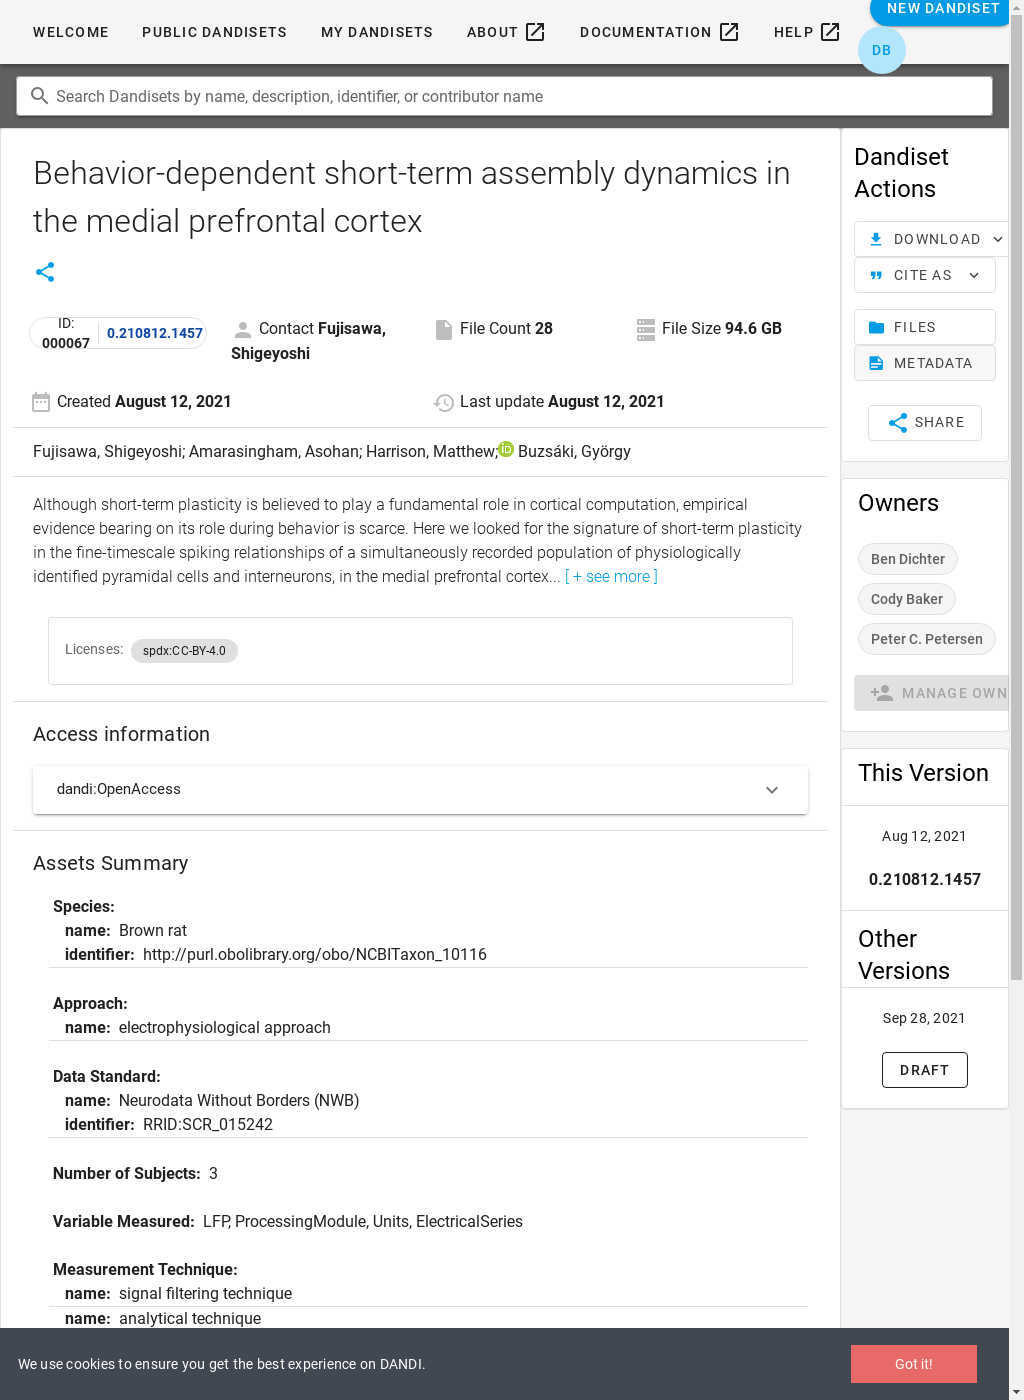 WELCOME PUBLIC DANDISETS MY DANDISETS ABOUT DOCUMENTATION HELP NEW DANDISET
DB
Search Dandisets by name, description, identifier, or contributor name
Behavior-dependent short-term assembly dynamics in
the medial prefrontal cortex
ID:
000067
0.210812.1457
Contact Fujisawa,
Shigeyoshi
File Count 28
File Size 94.6 GB
Created August 12, 2021
Last update August 12, 2021
Fujisawa, Shigeyoshi; Amarasingham, Asohan; Harrison, Matthew; iD Buzsáki, György
Although short-term plasticity is believed to play a fundamental role in cortical computation, empirical
evidence bearing on its role during behavior is scarce. Here we looked for the signature of short-term plasticity
in the fine-timescale spiking relationships of a simultaneously recorded population of physiologically
identified pyramidal cells and interneurons, in the medial prefrontal cortex... [ + see more ]
Licenses: spdx:CC-BY-4.0
Access information
dandi:OpenAccess
Assets Summary
Species:
name: Brown rat
identifier: http://purl.obolibrary.org/obo/NCBITaxon_10116
Approach:
name: electrophysiological approach
Data Standard:
name: Neurodata Without Borders (NWB)
identifier: RRID:SCR_015242
Number of Subjects: 3
Variable Measured: LFP, ProcessingModule, Units, ElectricalSeries
Measurement Technique:
name: signal filtering technique
name: analytical technique
Dandiset
Actions
DOWNLOAD
CITE AS
FILES
METADATA
SHARE
Owners
Ben Dichter
Cody Baker
Peter C. Petersen
MANAGE OWN
This Version
Aug 12, 2021
0.210812.1457
Other
Versions
Sep 28, 2021
DRAFT
We use cookies to ensure you get the best experience on DANDI.
Got it!